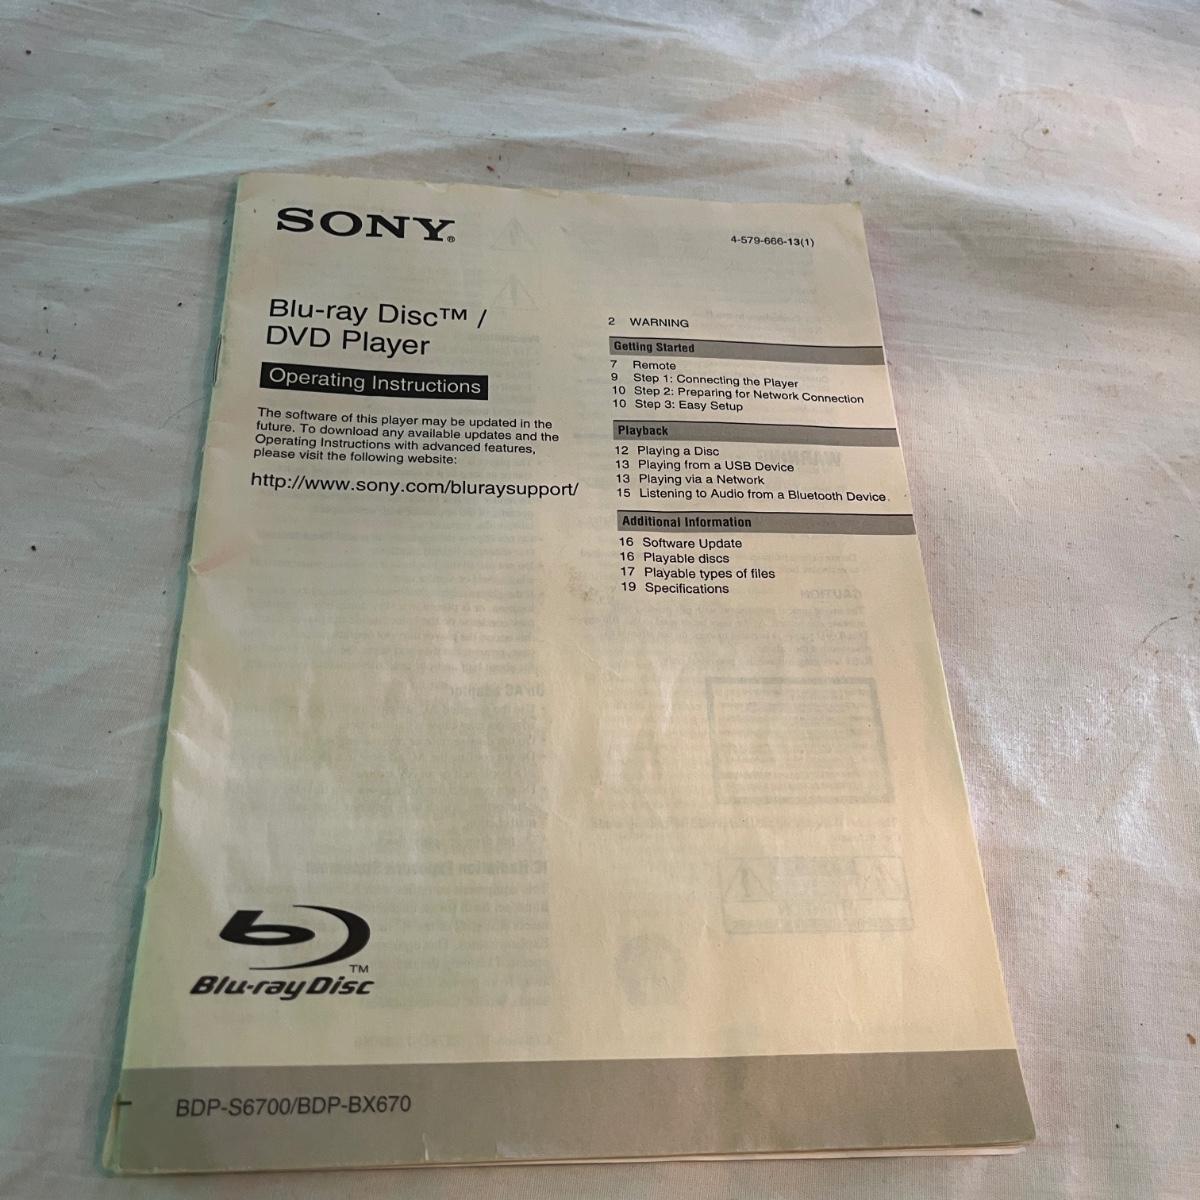 SONY®
4-579-666-13(1)
Blu-ray Disc™ /
DVD Player
Operating Instructions
The software of this player may be updated in the
future. To download any available updates and the
Operating Instructions with advanced features,
please visit the following website:
http://www.sony.com/bluraysupport/
2 WARNING
Getting Started
7 Remote
9 Step 1: Connecting the Player
10 Step 2: Preparing for Network Connection
10 Step 3: Easy Setup
Playback
12 Playing a Disc
13 Playing from a USB Device
13 Playing via a Network
15 Listening to Audio from a Bluetooth Device
Additional Information
16 Software Update
16 Playable discs
17 Playable types of files
19 Specifications
Blu-ray Disc™
BDP-S6700/BDP-BX670